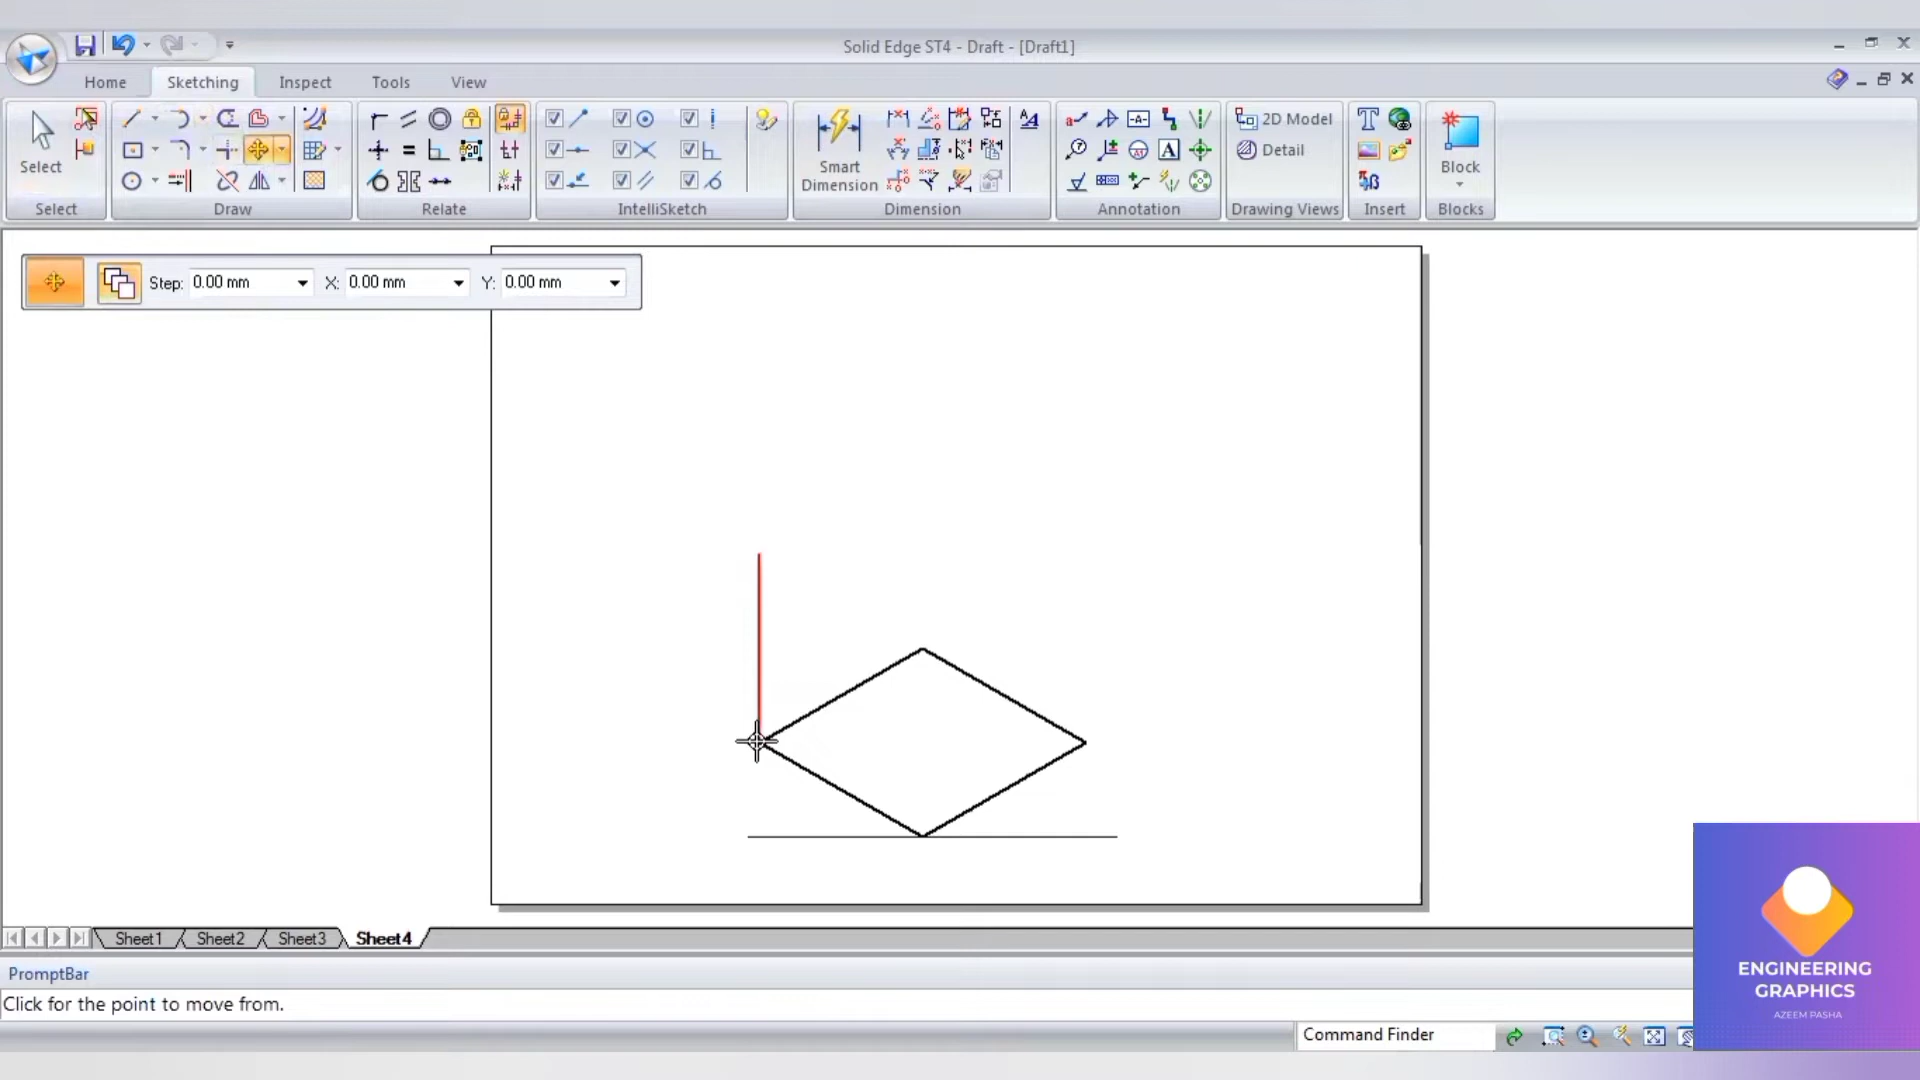 Solid Edge ST4 - Draft - [Draft1]
Home Sketching Inspect Tools View
Select
Smart
Dimension
2D Model
Detail
Block
Select Draw Relate IntelliSketch Dimension Annotation Drawing Views Insert Blocks
Step: 0.00 mm X: 0.00 mm Y: 0.00 mm
Sheet1 Sheet2 Sheet3 Sheet4
PromptBar
Click for the point to move from.
Command Finder
ENGINEERING
GRAPHICS
AZEEM PASHA